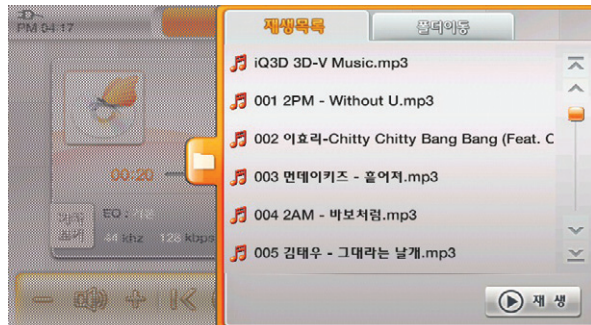 PM 04:17
재생목록
폴더이동
iQ3D 3D-V Music.mp3
001 2PM - Without U.mp3
002 이효리-Chitty Chitty Bang Bang (Feat. C
003 먼데이키즈 - 흩어져.mp3
004 2AM - 바보처럼.mp3
005 김태우 - 그대라는 날개.mp3
00:20
EQ : 기본
44 khz 128 kbps
재 생